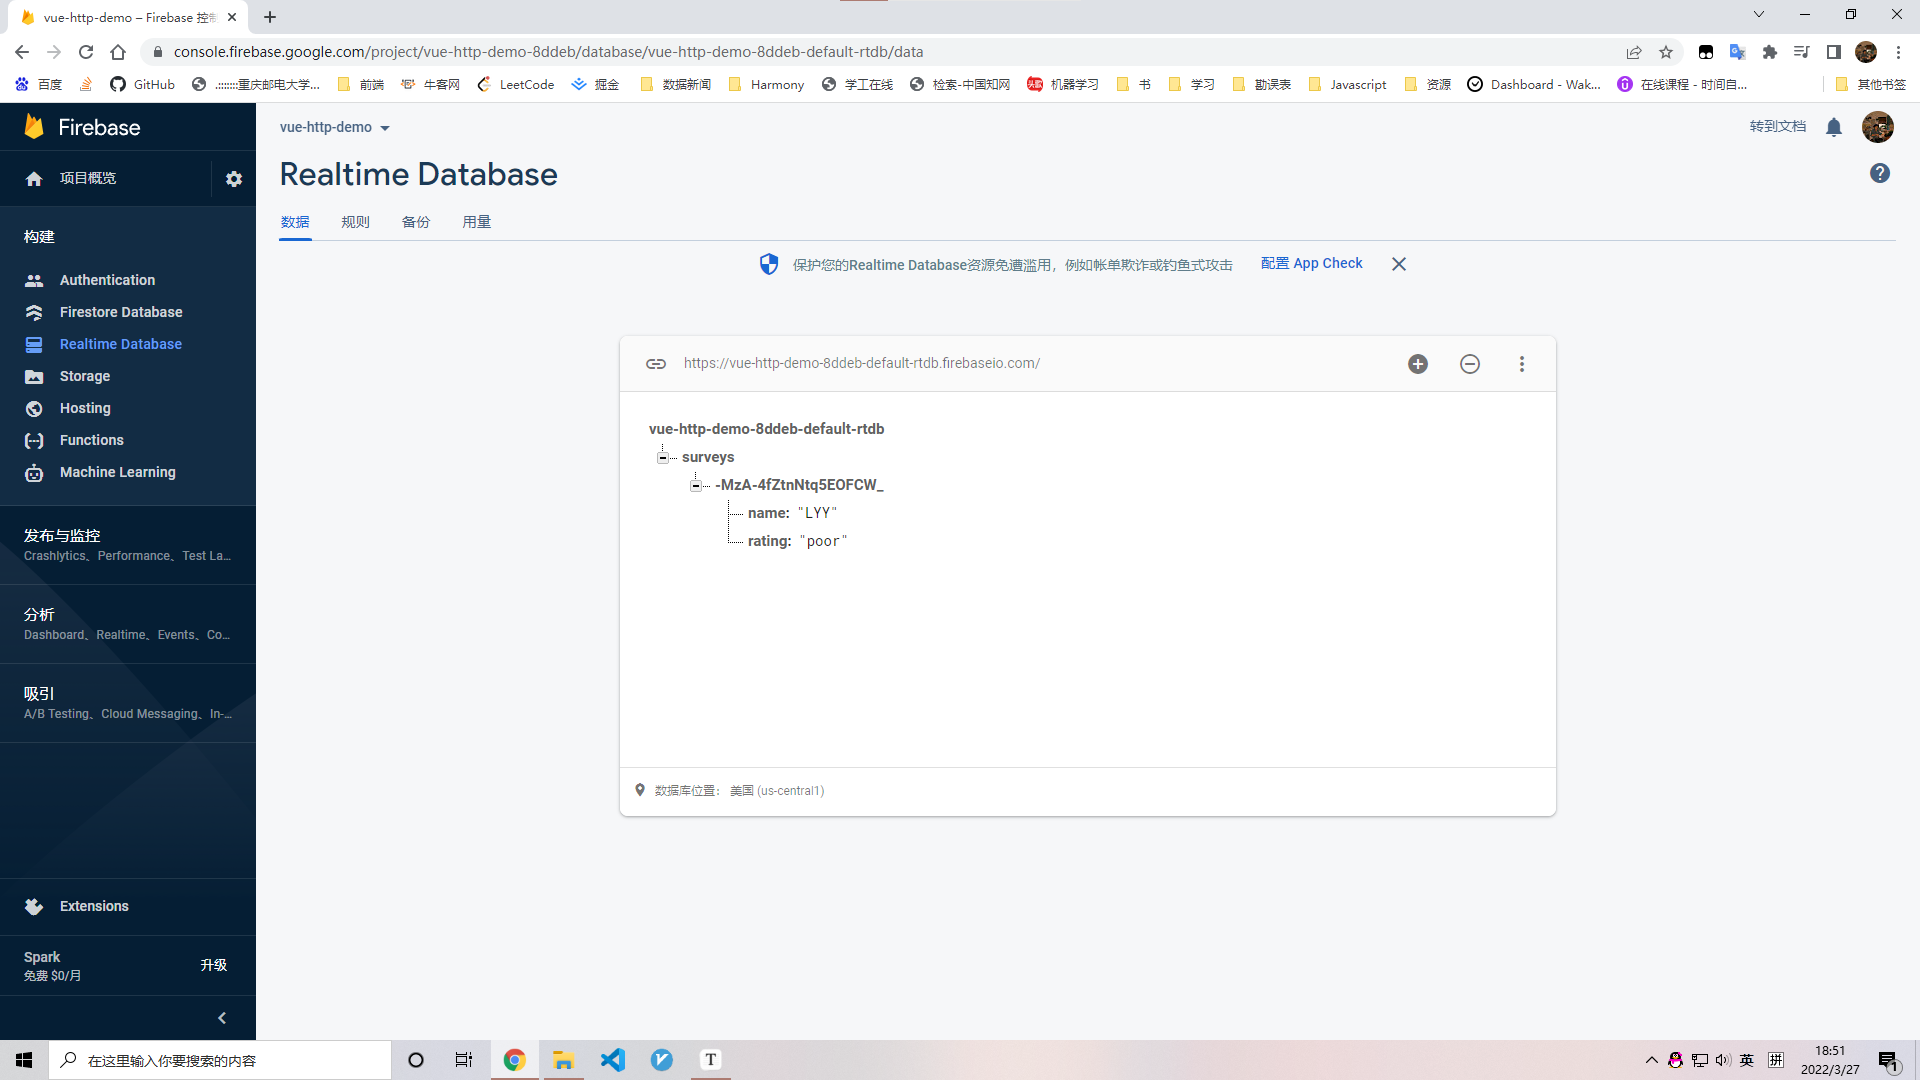 vue-http-demo – Firebase 控制
console.firebase.google.com/project/vue-http-demo-8ddeb/database/vue-http-demo-8ddeb-default-rtdb/data
百度 GitHub .:::::::重庆邮电大学... 前端 牛客网 LeetCode 掘金 数据新闻 Harmony 学工在线 检索-中国知网 机器学习 书 学习 勘误表 Javascript 资源 Dashboard - Wak... 在线课程 - 时间自... 其他书签
Firebase
项目概览
构建
Authentication
Firestore Database
Realtime Database
Storage
Hosting
Functions
Machine Learning
发布与监控
Crashlytics、Performance、Test La...
分析
Dashboard、Realtime、Events、Co...
吸引
A/B Testing、Cloud Messaging、In-...
Extensions
Spark
免费 $0/月
升级
vue-http-demo
转到文档
Realtime Database
数据 规则 备份 用量
保护您的Realtime Database资源免遭滥用，例如帐单欺诈或钓鱼式攻击 配置 App Check
https://vue-http-demo-8ddeb-default-rtdb.firebaseio.com/
vue-http-demo-8ddeb-default-rtdb
surveys
-MzA-4fZtnNtq5EOFCW_
name: "LYY"
rating: "poor"
数据库位置： 美国 (us-central1)
在这里输入你要搜索的内容
T
英 拼
18:51
2022/3/27
1